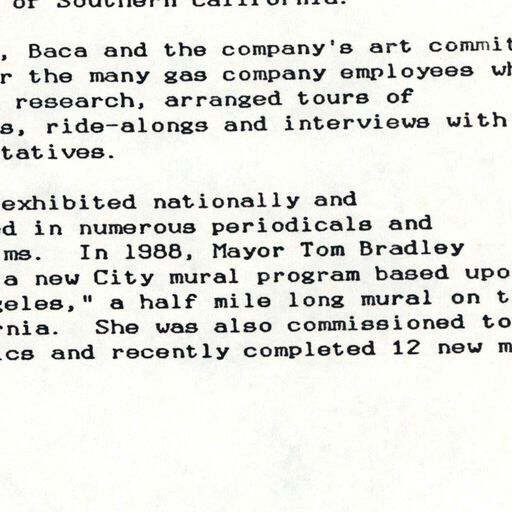 of Southern California.
, Baca and the company's art commit
r the many gas company employees wh
research, arranged tours of
s, ride-alongs and interviews with
tatives.
exhibited nationally and
ed in numerous periodicals and
ms. In 1988, Mayor Tom Bradley
a new City mural program based upo
geles," a half mile long mural on t
rnia. She was also commissioned to
ics and recently completed 12 new m